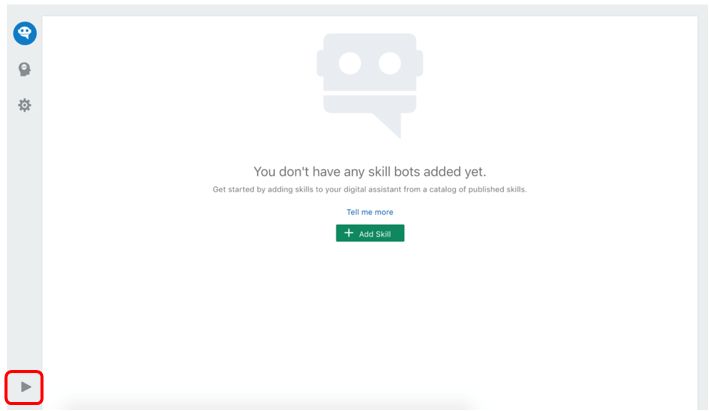 You don't have any skill bots added yet.
Get started by adding skills to your digital assistant from a catalog of published skills.
Tell me more
+ Add Skill